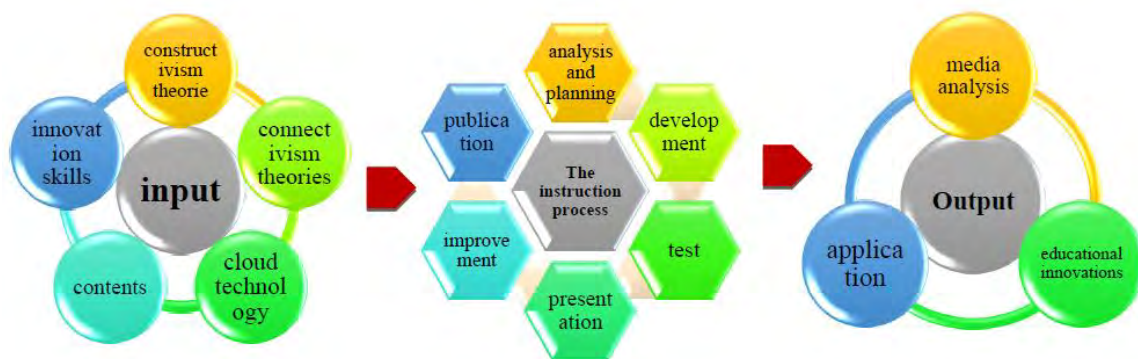 construct
ivism
theorie
connect
ivism
theories
cloud
technol
ogy
contents
innovat
ion
skills
input
analysis
and
planning
develop
ment
test
present
ation
improve
ment
publica
tion
The
instruction
process
media
analysis
educational
innovations
applica
tion
Output